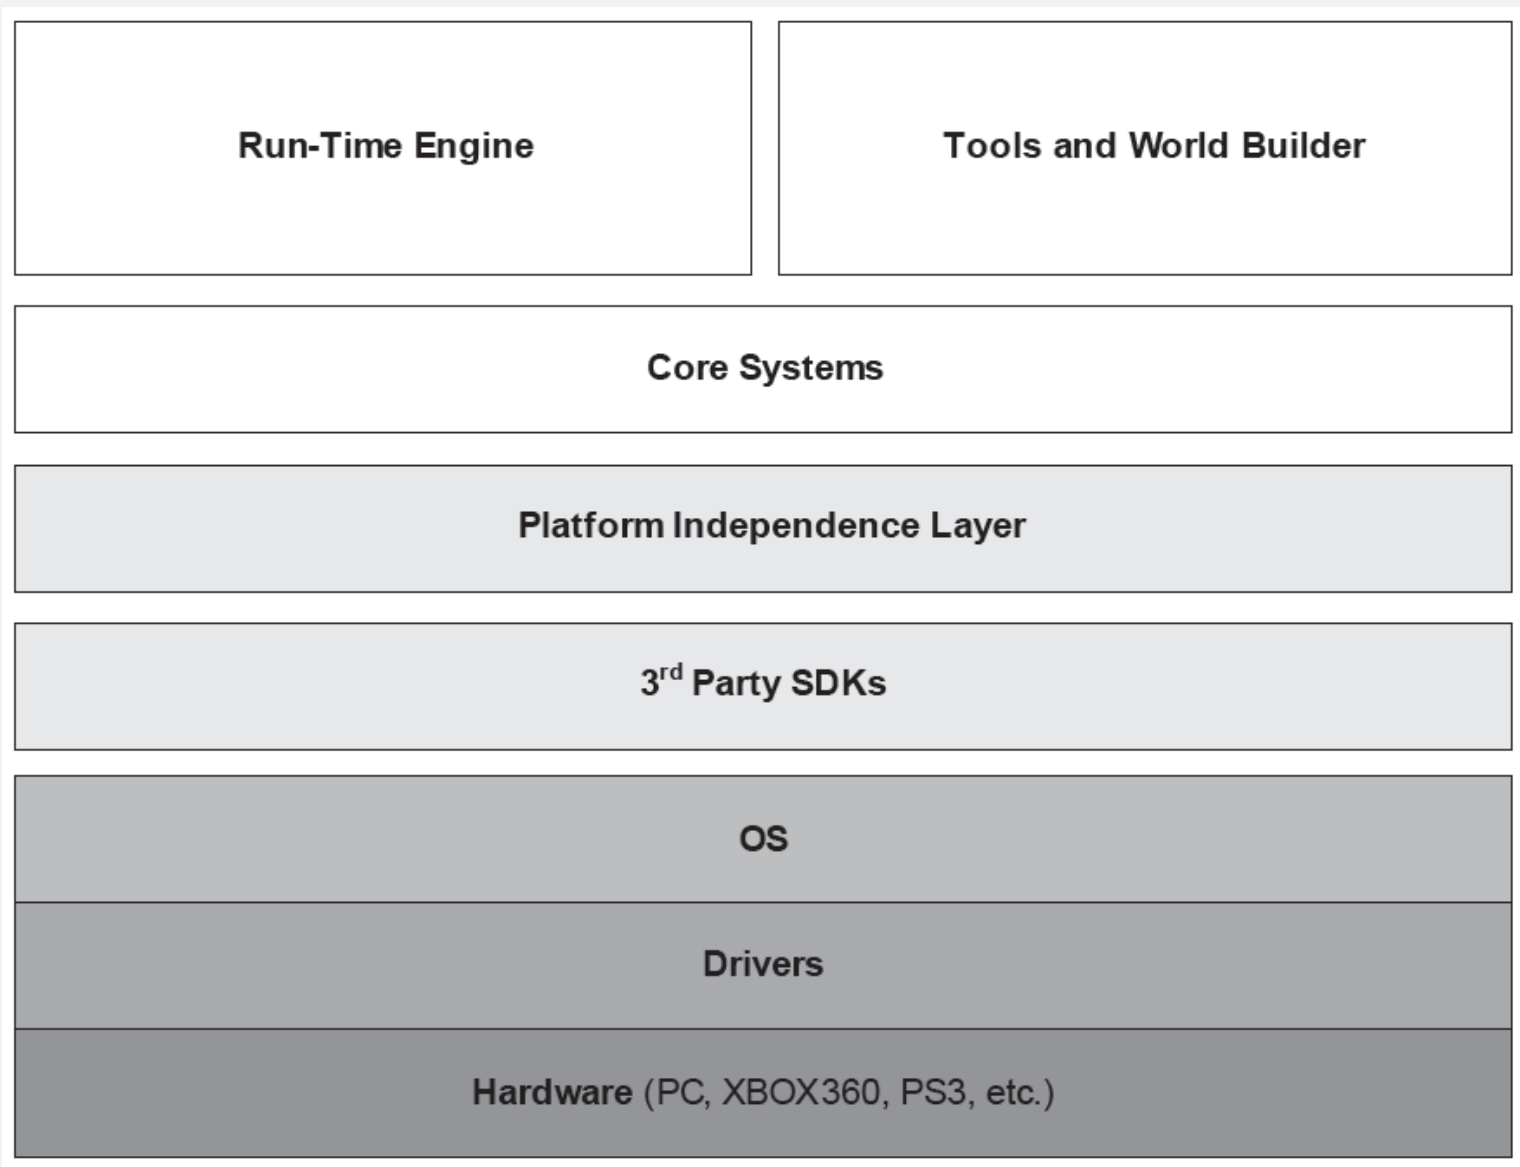 Run-Time Engine
Tools and World Builder
Core Systems
Platform Independence Layer
3rd Party SDKs
OS
Drivers
Hardware (PC, XBOX360, PS3, etc.)